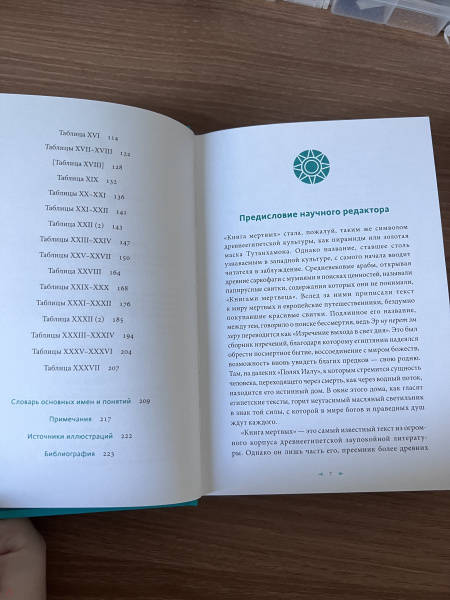 Таблица XVI 114
Таблицы XVII–XVIII 122
[Таблица XVIII] 128
Таблица XIX 132
Таблицы XX–XXI 136
Таблицы XXI–XXII 141
Таблица XXII (2) 145
Таблицы XXIII–XXIV 147
Таблицы XXV–XXVII 150
Таблицы XXVIII 164
Таблицы XXIX–XXX 168
Таблицы XXXI–XXXII 176
Таблица XXXII (2) 185
Таблицы XXXIII–XXXIV 194
Таблицы XXXV–XXXVI 204
Таблица XXXVII 207
Словарь основных имен и понятий 209
Примечания 217
Источники иллюстраций 222
Библиография 223
Предисловие научного редактора
«Книга мертвых» стала, пожалуй, таким же символом
древнеегипетской культуры, как пирамиды или золотая
маска Тутанхамона. Однако название, ставшее столь
узнаваемым в западной культуре, с самого начала вводит
читателя в заблуждение. Средневековые арабы, открывая
древние саркофаги с мумиями в поисках ценностей, называли
папирусные свитки, содержания которых они не понимали,
«Книгами мертвеца». Вслед за ними приписали текст
к миру мертвых и европейские путешественники, бездумно
покупавшие красивые свитки. Подлинное его название,
между тем, говорило о поиске бессмертия, ведь Эр ну перем эм
херу переводится как «Изречение выхода в свет дня». Это был
сборник изречений, благодаря которому египтянин надеялся
обрести посмертное бытие, воссоединение с миром божеств,
возможность вновь увидеть благих предков — свою родню.
Там, на далеких «Полях Иалу», к которым стремится сущность
человека, переходящего через смерть, как через водный поток,
находится его истинный дом. В окне этого дома, как гласят
египетские тексты, горит неугасимый масляный светильник
в знак той силы, с которой в мире богов и праведных душ
ждут каждого.
«Книга мертвых» — это самый известный текст из огром-
ного корпуса древнеегипетской заупокойной литерату-
ры. Однако он лишь часть его, преемник более древних
7